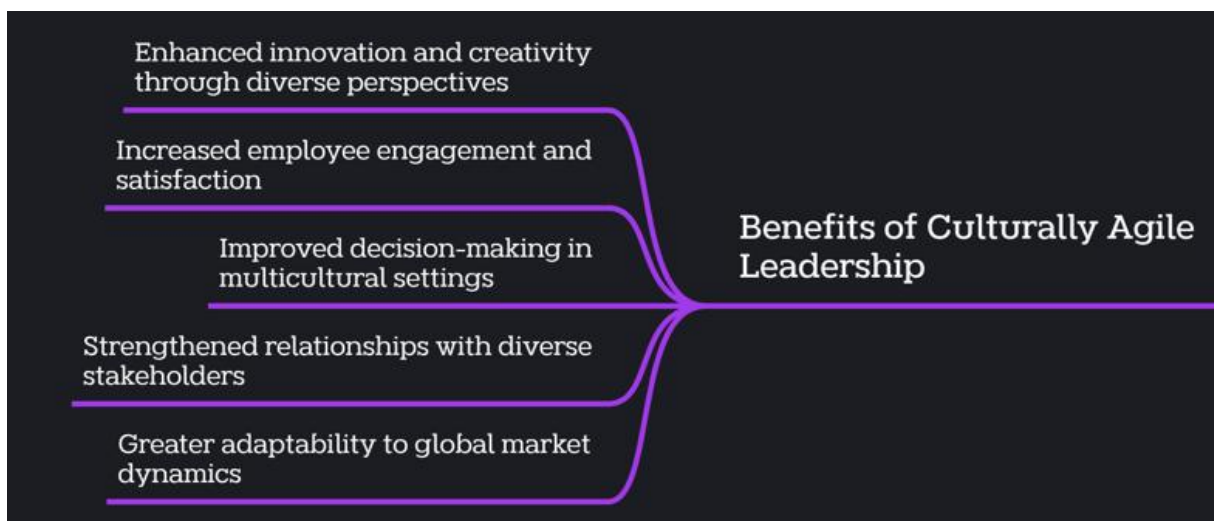 Enhanced innovation and creativity
through diverse perspectives
Increased employee engagement and
satisfaction
Improved decision-making in
multicultural settings
Strengthened relationships with diverse
stakeholders
Greater adaptability to global market
dynamics
Benefits of Culturally Agile
Leadership